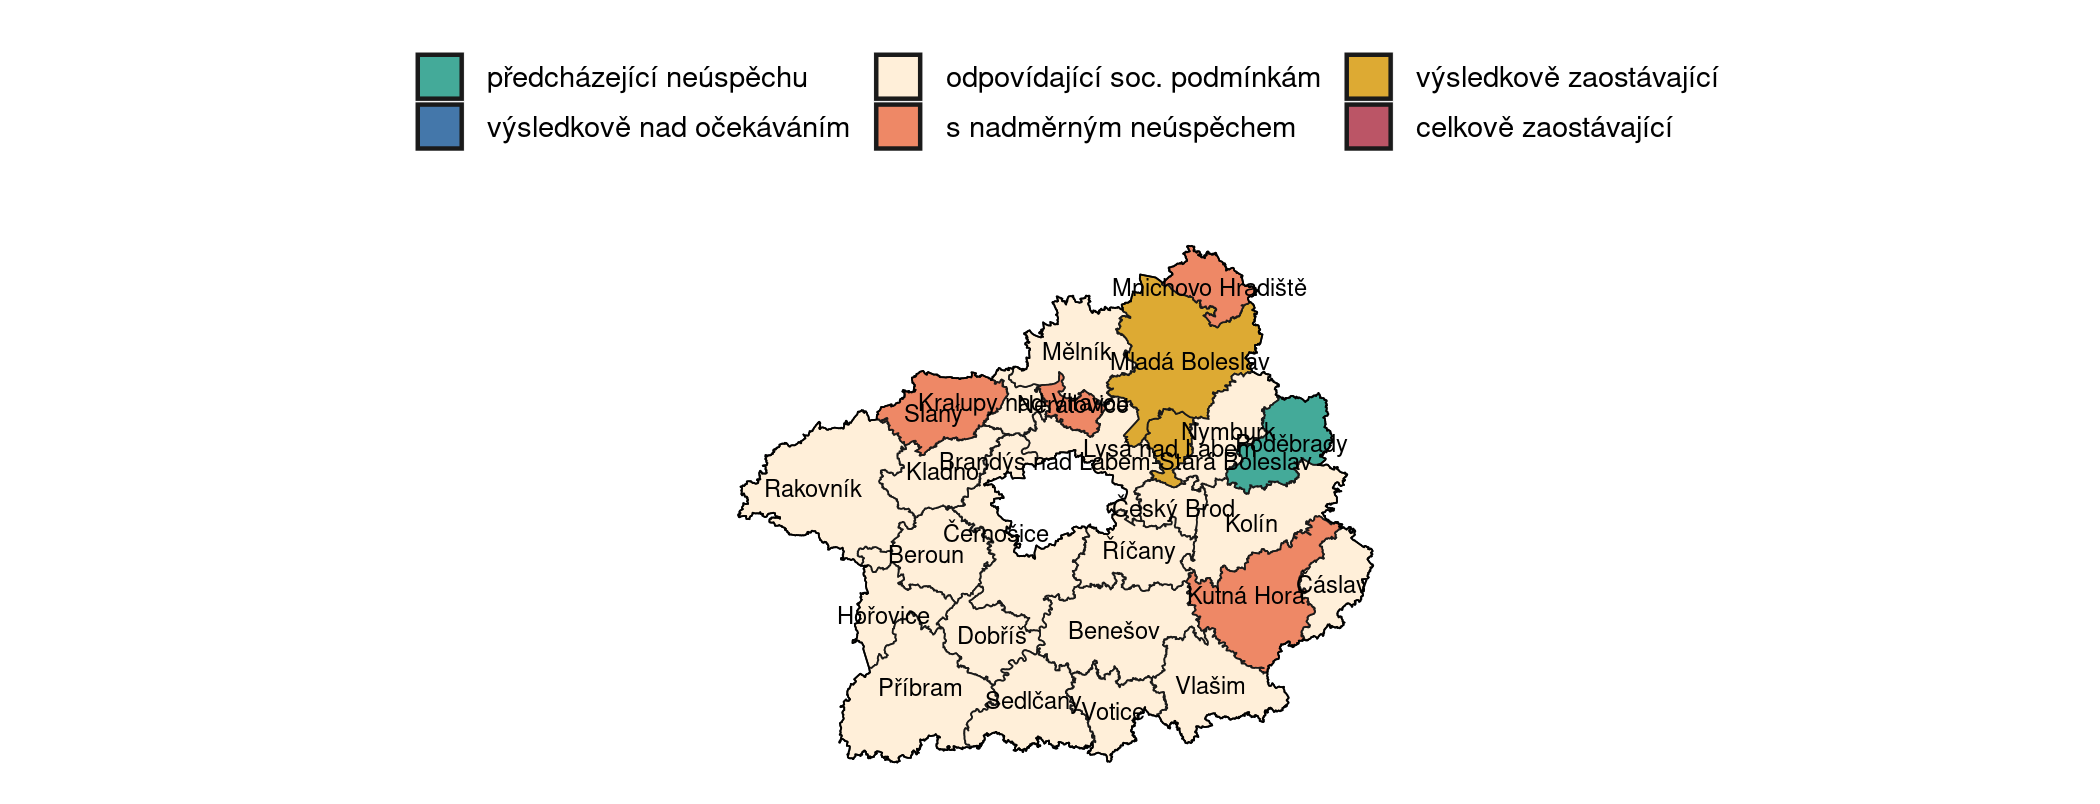 předcházející neúspěchu
odpovídající soc. podmínkám
výsledkově zaostávající
výsledkově nad očekáváním
s nadměrným neúspěchem
celkově zaostávající
Mnichovo Hradiště
Mělník
Mladá Boleslav
Kralupy nad Vltavou
Neratovice
Slaný
Nymburk
Poděbrady
Lysá nad Labem
Brandýs nad Labem-Stará Boleslav
Kladno
Rakovník
Český Brod
Kolín
Černošice
Říčany
Beroun
Čáslav
Kutná Hora
Hořovice
Benešov
Dobříš
Vlašim
Příbram
Sedlčany
Votice